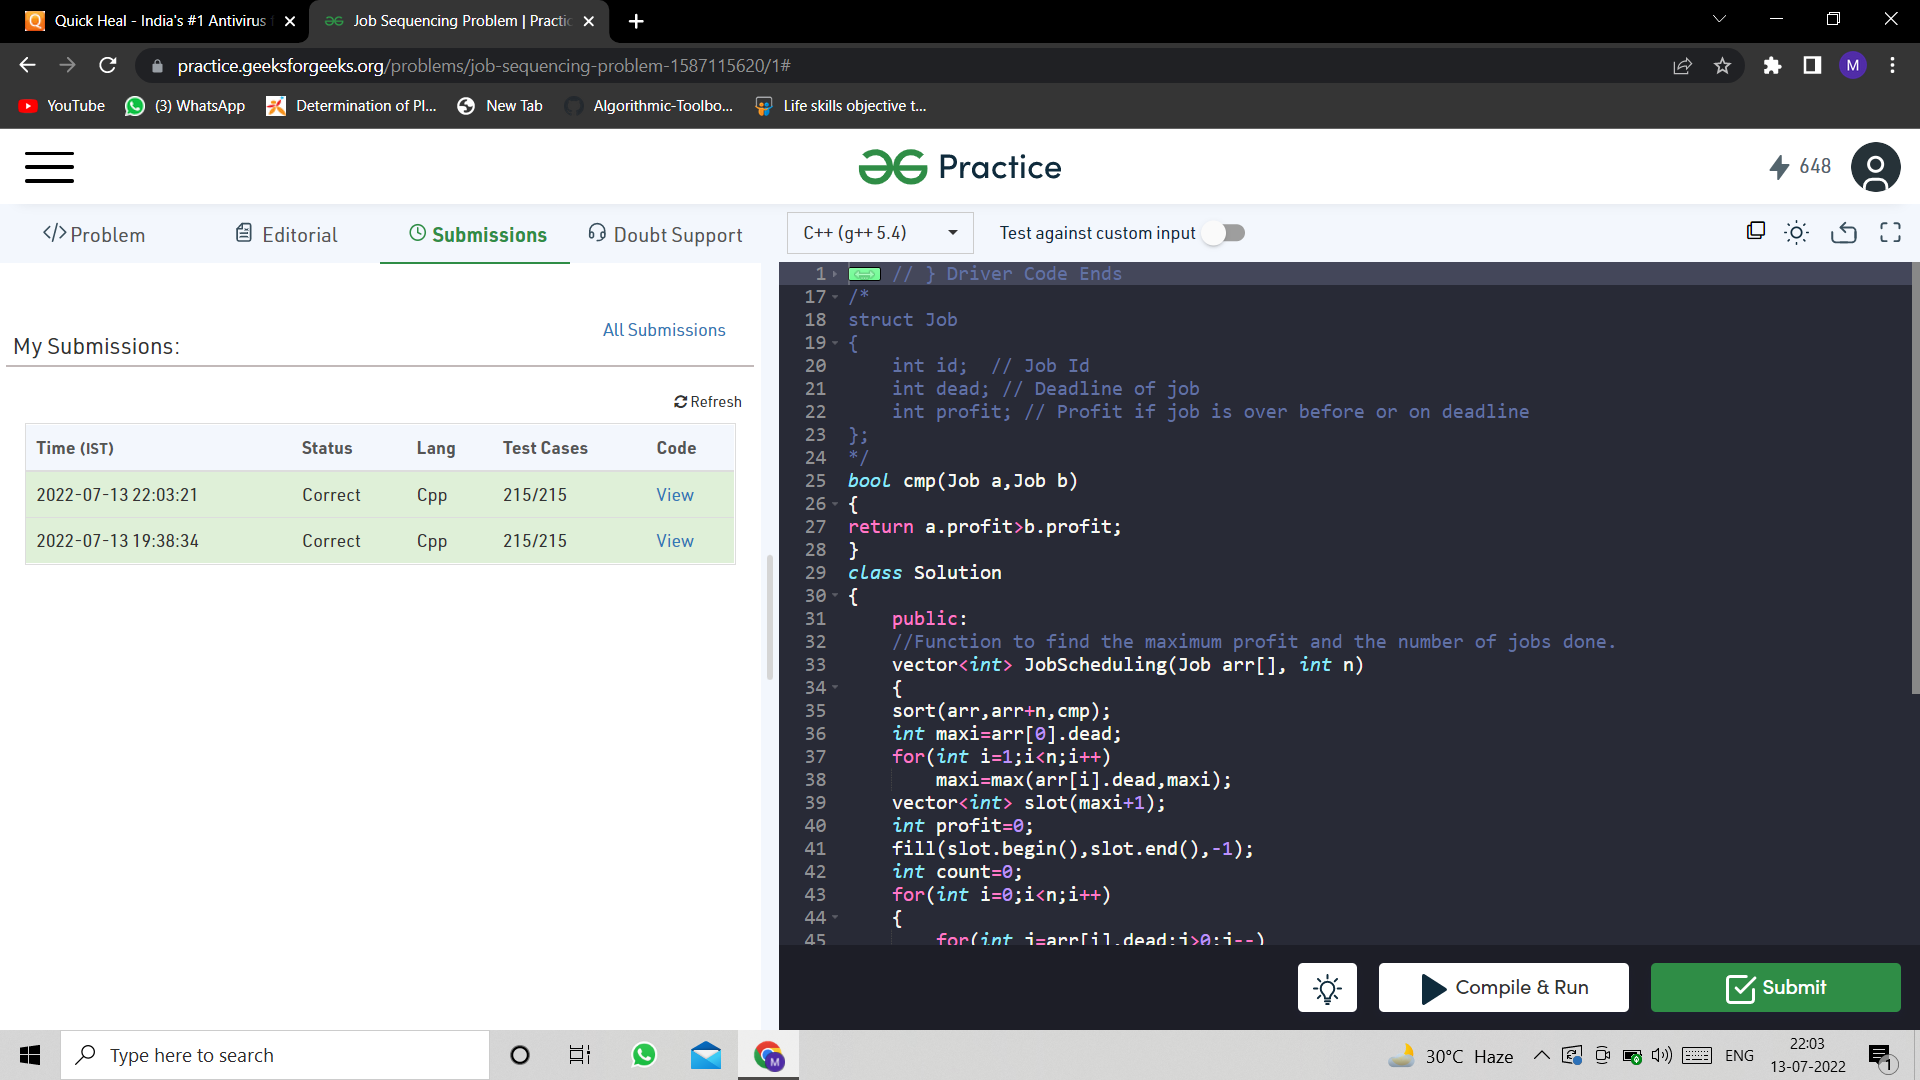 Quick Heal - India's #1 Antivirus
Job Sequencing Problem | Practic
practice.geeksforgeeks.org/problems/job-sequencing-problem-1587115620/1#
M
YouTube
(3) WhatsApp
Determination of Pl...
New Tab
Algorithmic-Toolbo...
Life skills objective t...
Practice
648
</> Problem
Editorial
Submissions
Doubt Support
C++ (g++ 5.4)
Test against custom input
All Submissions
My Submissions:
Refresh
Time (IST) Status Lang Test Cases Code
2022-07-13 22:03:21 Correct Cpp 215/215 View
2022-07-13 19:38:34 Correct Cpp 215/215 View
1 // } Driver Code Ends
17 /*
18 struct Job
19 {
20 int id;  // Job Id
21 int dead; // Deadline of job
22 int profit; // Profit if job is over before or on deadline
23 };
24 */
25 bool cmp(Job a,Job b)
26 {
27 return a.profit>b.profit;
28 }
29 class Solution
30 {
31 public:
32 //Function to find the maximum profit and the number of jobs done.
33 vector<int> JobScheduling(Job arr[], int n)
34 {
35 sort(arr,arr+n,cmp);
36 int maxi=arr[0].dead;
37 for(int i=1;i<n;i++)
38 maxi=max(arr[i].dead,maxi);
39 vector<int> slot(maxi+1);
40 int profit=0;
41 fill(slot.begin(),slot.end(),-1);
42 int count=0;
43 for(int i=0;i<n;i++)
44 {
45 for(int j=arr[i].dead;j>0;j--)
Compile & Run
Submit
Type here to search
M
30°C Haze
ENG
22:03
13-07-2022
1